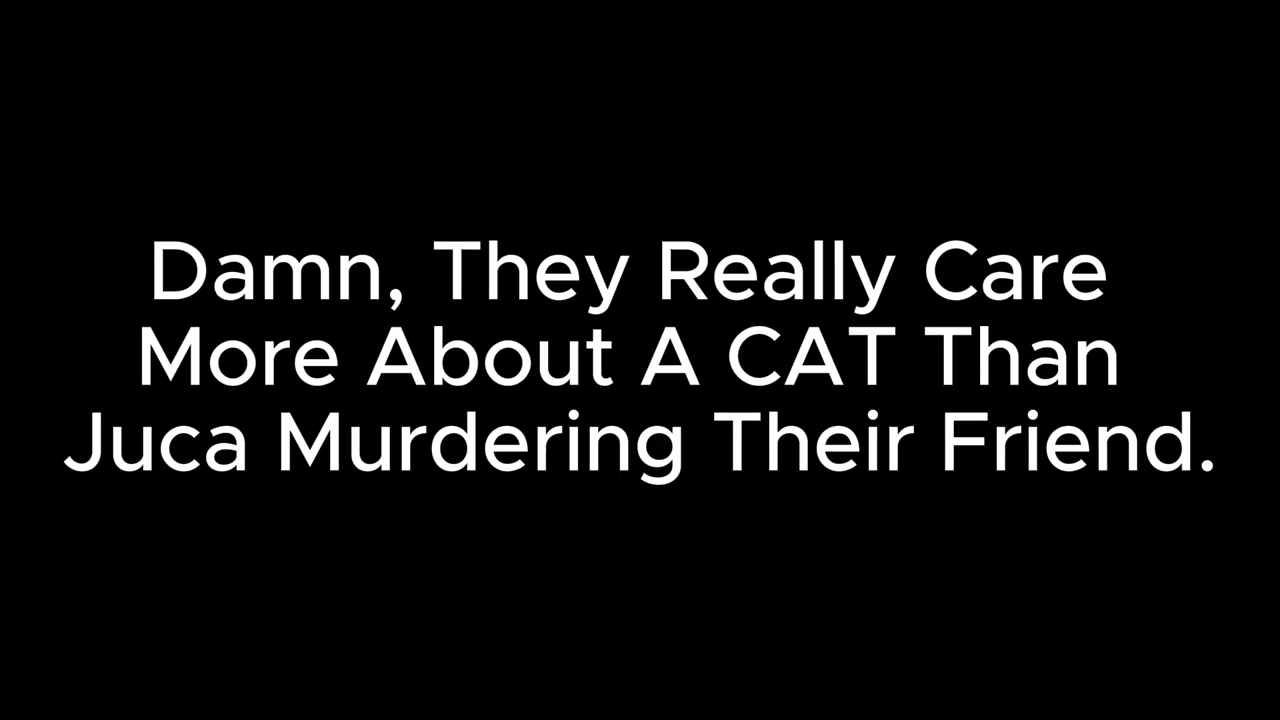 Damn, They Really Care
More About A CAT Than
Juca Murdering Their Friend.